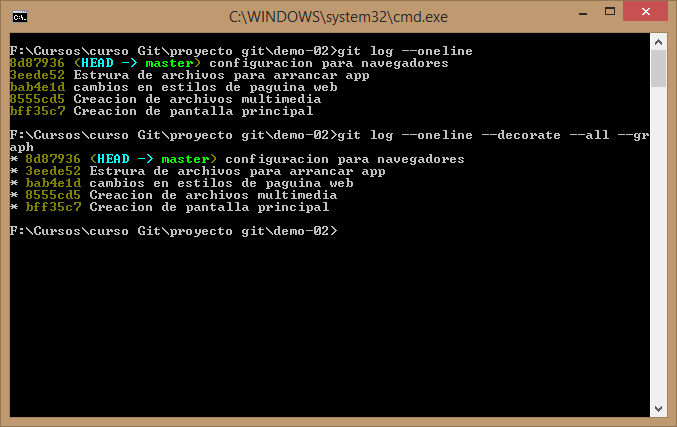 C:\WINDOWS\system32\cmd.exe
F:\Cursos\curso Git\proyecto git\demo-02>git log --oneline
8d87936 (HEAD -> master) configuracion para navegadores
3eede52 Estrura de archivos para arrancar app
bab4e1d cambios en estilos de paguina web
8555cd5 Creacion de archivos multimedia
bff35c7 Creacion de pantalla principal
F:\Cursos\curso Git\proyecto git\demo-02>git log --oneline --decorate --all --gr
aph
* 8d87936 (HEAD -> master) configuracion para navegadores
* 3eede52 Estrura de archivos para arrancar app
* bab4e1d cambios en estilos de paguina web
* 8555cd5 Creacion de archivos multimedia
* bff35c7 Creacion de pantalla principal
F:\Cursos\curso Git\proyecto git\demo-02>